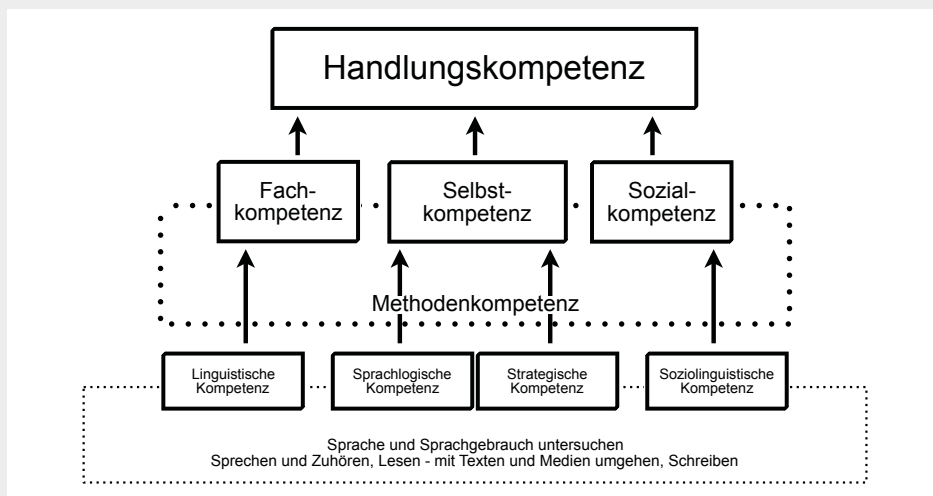 Handlungskompetenz
Fach-
kompetenz
Selbst-
kompetenz
Sozial-
kompetenz
Methodenkompetenz
Linguistische
Kompetenz
Sprachlogische
Kompetenz
Strategische
Kompetenz
Soziolinguistische
Kompetenz
Sprache und Sprachgebrauch untersuchen
Sprechen und Zuhören, Lesen - mit Texten und Medien umgehen, Schreiben